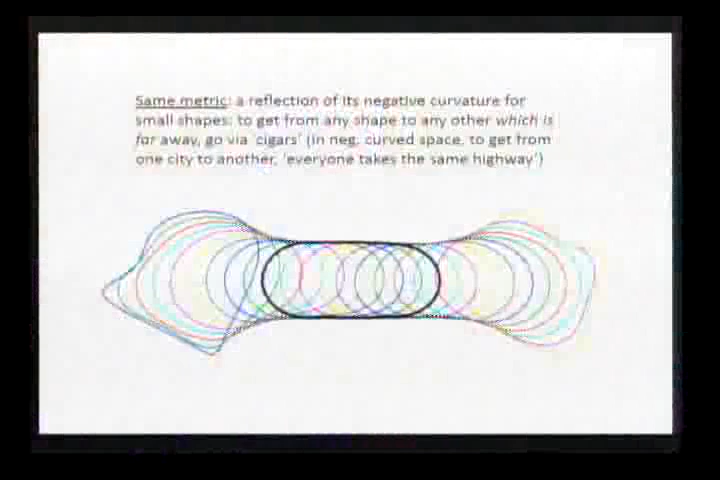 Same metric: a reflection of its negative curvature for
small shapes: to get from any shape to any other which is
far away, go via 'cigars' (in neg. curved space, to get from
one city to another, 'everyone takes the same highway')